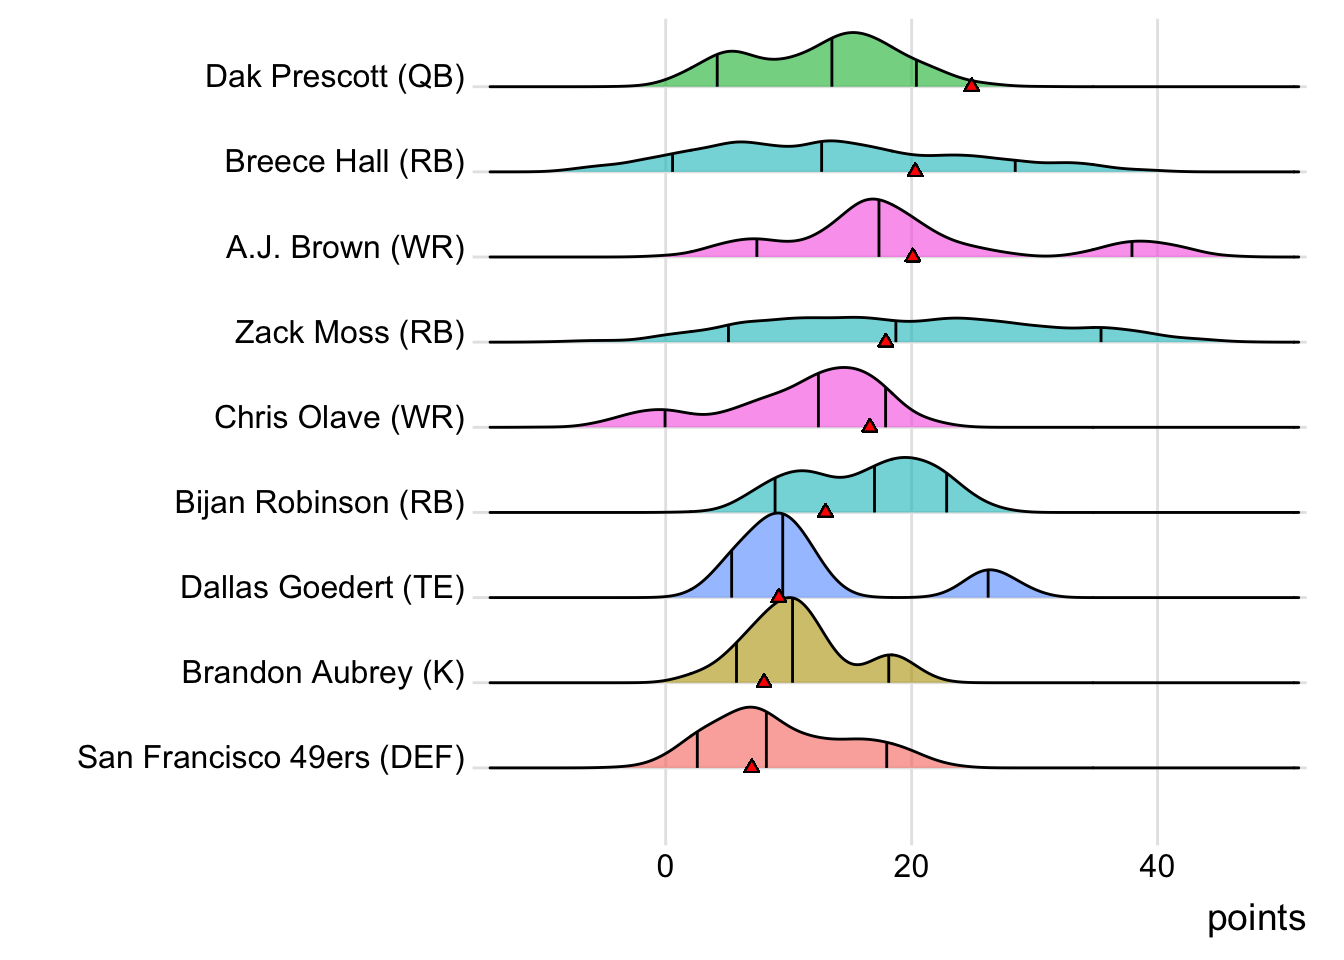 Dak Prescott (QB)
Breece Hall (RB)
A.J. Brown (WR)
Zack Moss (RB)
Chris Olave (WR)
Bijan Robinson (RB)
Dallas Goedert (TE)
Brandon Aubrey (K)
San Francisco 49ers (DEF)
0 20 40
points